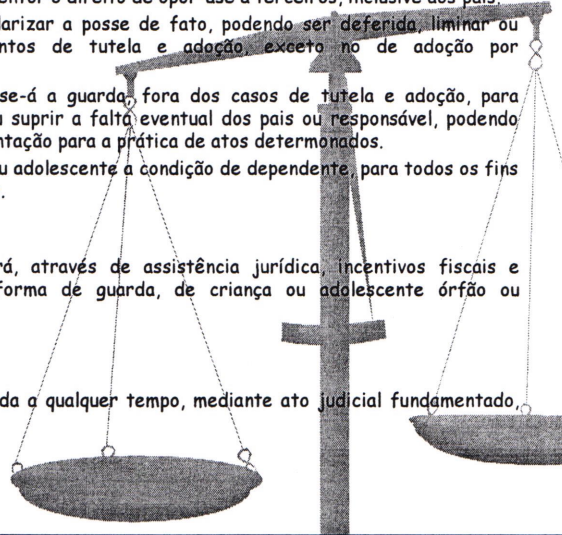 entor o direito de opor-se a terceiros, inclusive aos pais.
larizar a posse de fato, podendo ser deferida, liminar ou
ntos de tutela e adoção, exceto no de adoção por
se-á a guarda, fora dos casos de tutela e adoção, para
suprir a falta eventual dos pais ou responsável, podendo
ntação para a prática de atos determonados.
u adolescente a condição de dependente, para todos os fins
rá, através de assistência jurídica, incentivos fiscais e
forma de guarda, de criança ou adolescente órfão ou
da a qualquer tempo, mediante ato judicial fundamentado,